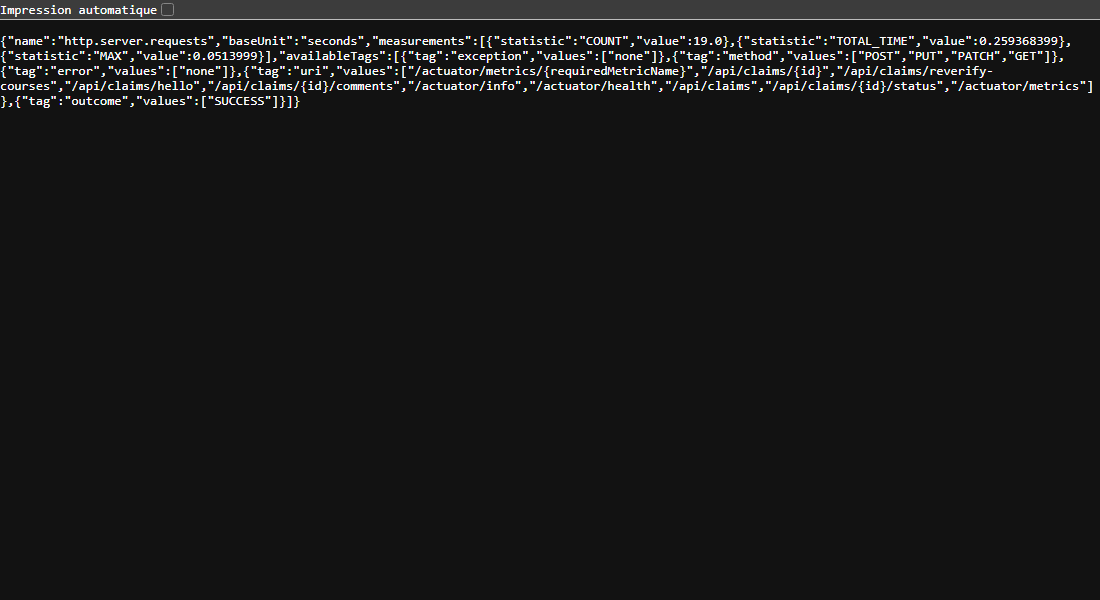 Impression automatique
{"name":"http.server.requests","baseUnit":"seconds","measurements":[{"statistic":"COUNT","value":19.0},{"statistic":"TOTAL_TIME","value":0.259368399},
{"statistic":"MAX","value":0.0513999}],"availableTags":[{"tag":"exception","values":["none"]},{"tag":"method","values":["POST","PUT","PATCH","GET"]},
{"tag":"error","values":["none"]},{"tag":"uri","values":["/actuator/metrics/{requiredMetricName}","/api/claims/{id}","/api/claims/reverify-
courses","/api/claims/hello","/api/claims/{id}/comments","/actuator/info","/actuator/health","/api/claims","/api/claims/{id}/status","/actuator/metrics"]
},{"tag":"outcome","values":["SUCCESS"]}]}